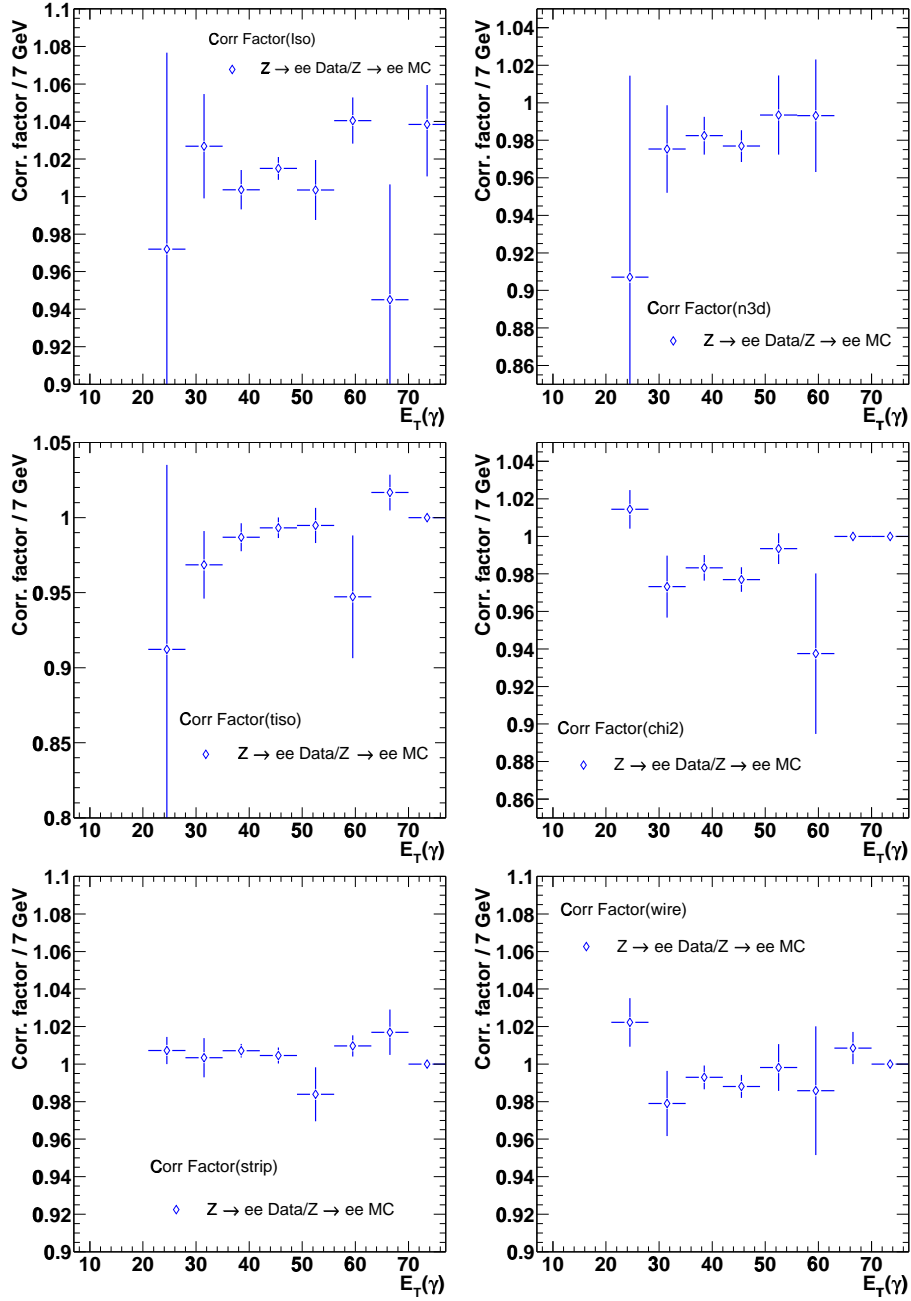 Corr. factor / 7 GeV
1.1
1.08
1.06
1.04
1.02
1
0.98
0.96
0.94
0.92
0.9
Corr Factor(Iso)
Z → ee Data/Z → ee MC
10 20 30 40 50 60 70
E_T(γ)
Corr. factor / 7 GeV
1.04
1.02
1
0.98
0.96
0.94
0.92
0.9
0.88
0.86
Corr Factor(n3d)
Z → ee Data/Z → ee MC
10 20 30 40 50 60 70
E_T(γ)
Corr. factor / 7 GeV
1.05
1
0.95
0.9
0.85
0.8
Corr Factor(tiso)
Z → ee Data/Z → ee MC
10 20 30 40 50 60 70
E_T(γ)
Corr. factor / 7 GeV
1.04
1.02
1
0.98
0.96
0.94
0.92
0.9
0.88
0.86
Corr Factor(chi2)
Z → ee Data/Z → ee MC
10 20 30 40 50 60 70
E_T(γ)
Corr. factor / 7 GeV
1.1
1.08
1.06
1.04
1.02
1
0.98
0.96
0.94
0.92
0.9
Corr Factor(strip)
Z → ee Data/Z → ee MC
10 20 30 40 50 60 70
E_T(γ)
Corr. factor / 7 GeV
1.1
1.08
1.06
1.04
1.02
1
0.98
0.96
0.94
0.92
0.9
Corr Factor(wire)
Z → ee Data/Z → ee MC
10 20 30 40 50 60 70
E_T(γ)